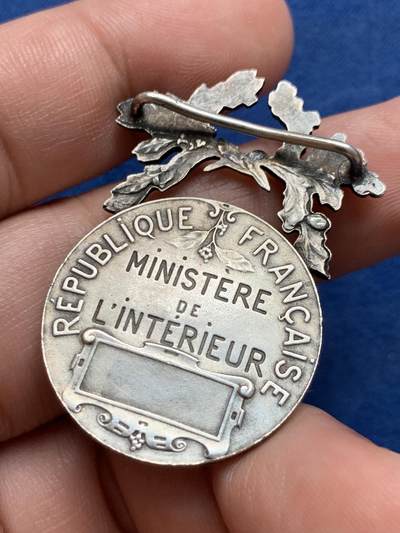 RÉPUBLIQUE FRANÇAISE
MINISTERE
DE
L'INTÉRIEUR